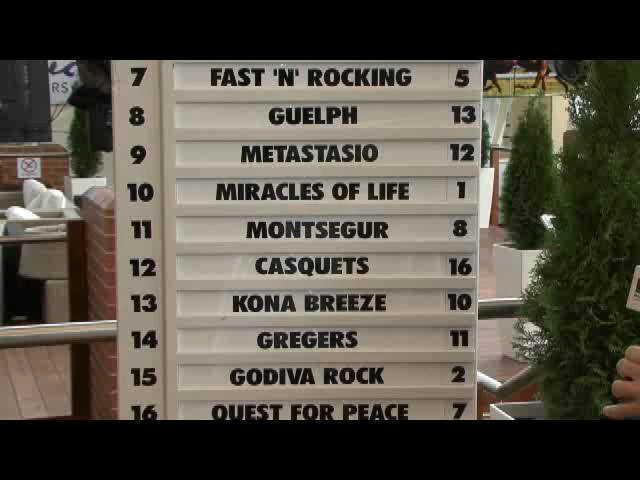 7 FAST 'N' ROCKING 5
8 GUELPH 13
9 METASTASIO 12
10 MIRACLES OF LIFE 1
11 MONTSEGUR 8
12 CASQUETS 16
13 KONA BREEZE 10
14 GREGERS 11
15 GODIVA ROCK 2
16 QUEST FOR PEACE 7